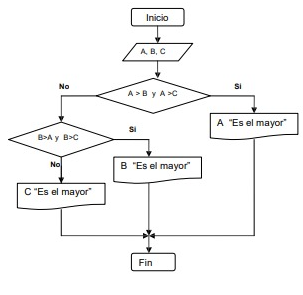 Inicio
A, B, C
No
A > B y A >C
Si
A "Es el mayor"
B>A y B>C
Si
No
B "Es el mayor"
C "Es el mayor"
Fin